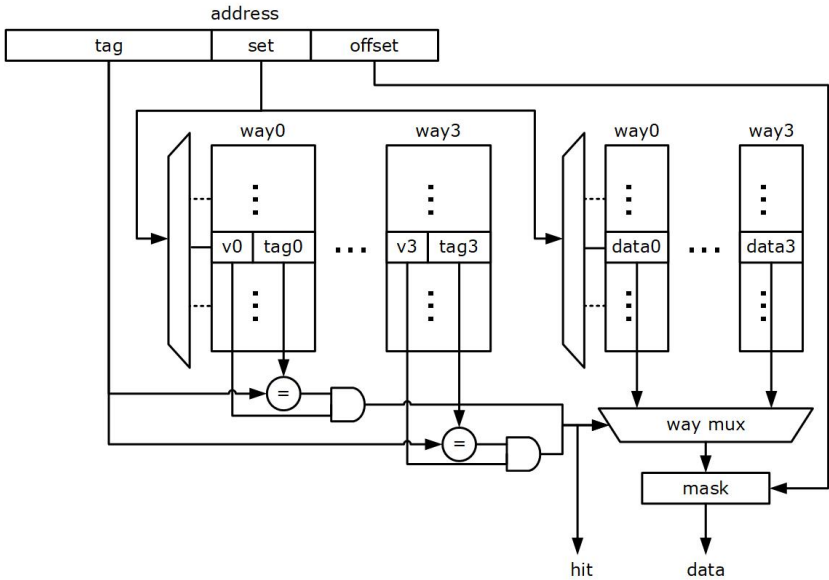 address
tag set offset
way0 way3 way0 way3
v0 tag0 ... v3 tag3 data0 ... data3
=
= way mux
mask
hit data